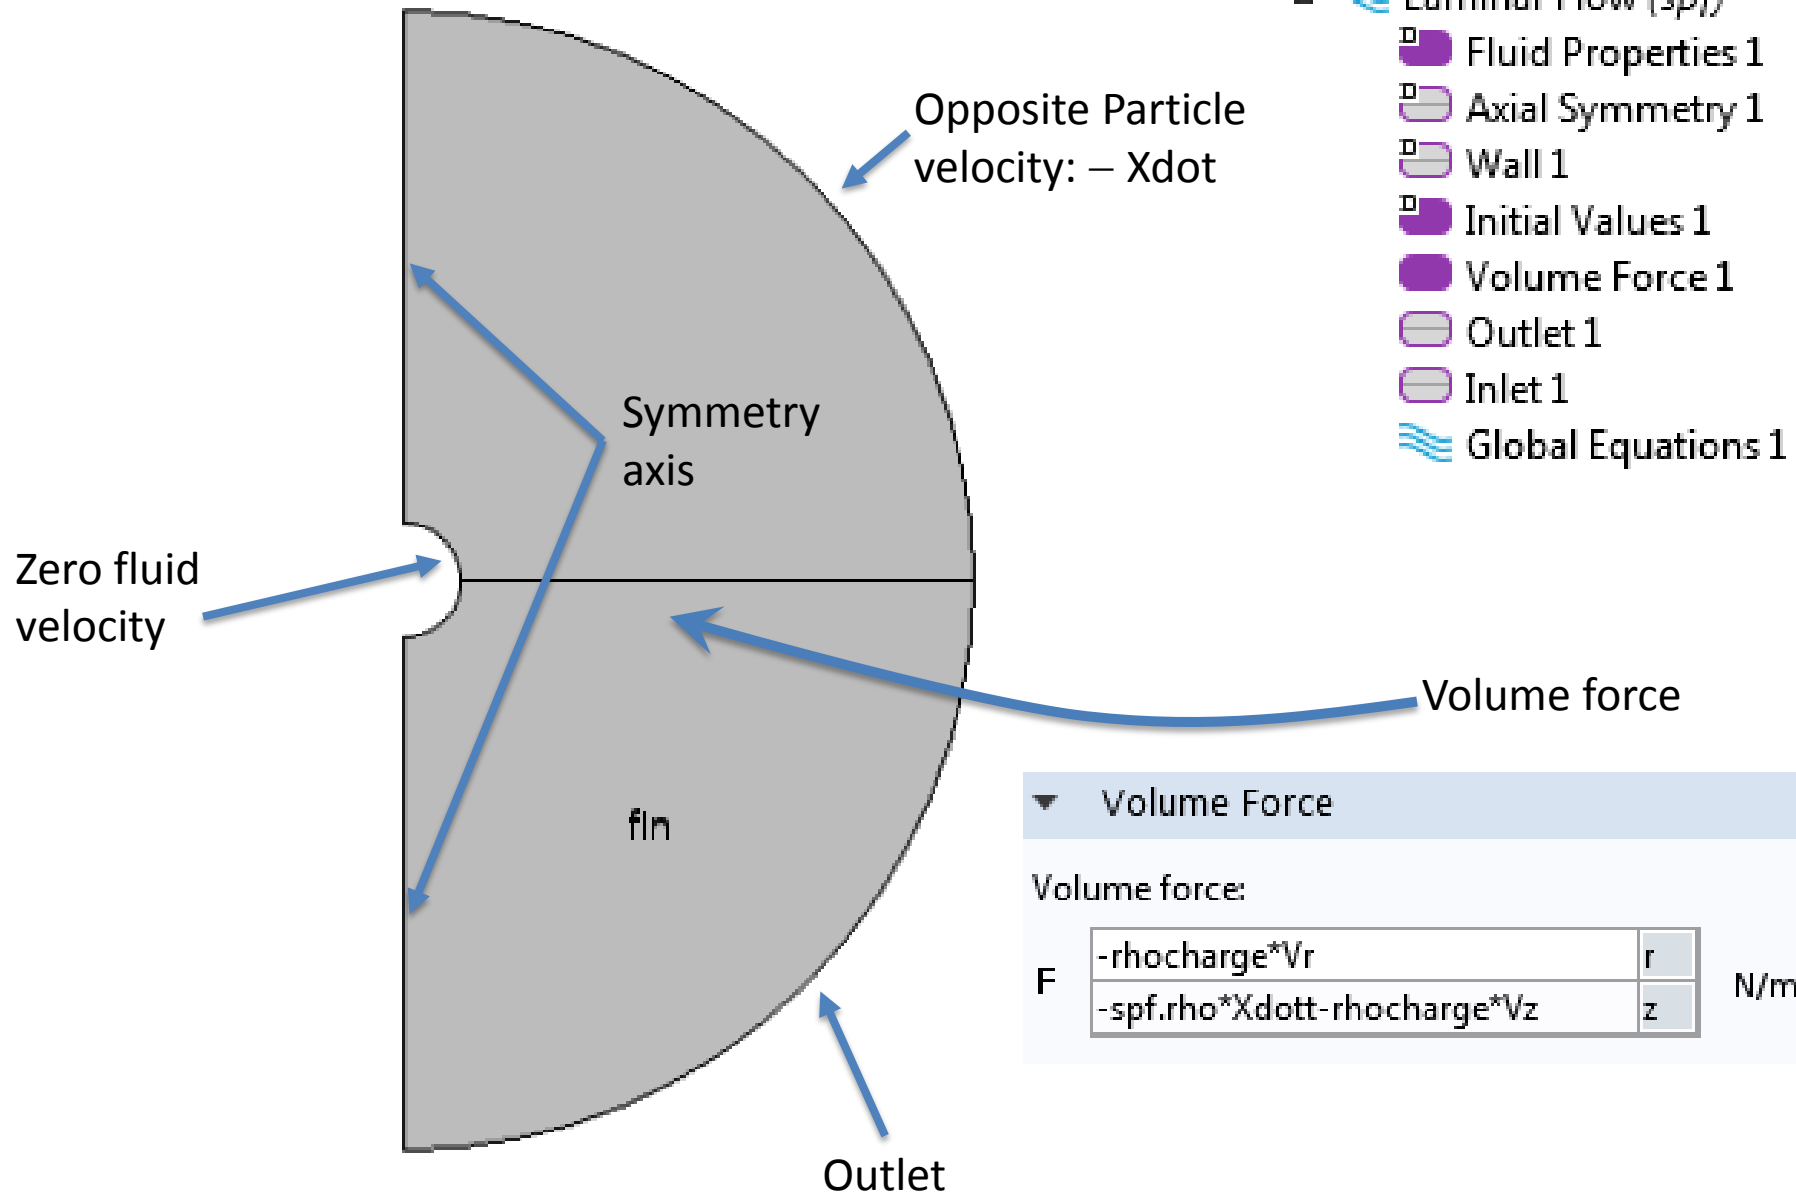 Laminar Flow (spf)
Fluid Properties 1
Axial Symmetry 1
Wall 1
Initial Values 1
Volume Force 1
Outlet 1
Inlet 1
Global Equations 1
Opposite Particle
velocity: – Xdot
Symmetry
axis
Zero fluid
velocity
Volume force
fln
Outlet
Volume Force
Volume force:
F
-rhocharge*Vr r
-spf.rho*Xdott-rhocharge*Vz z
N/m
D
D
D
D